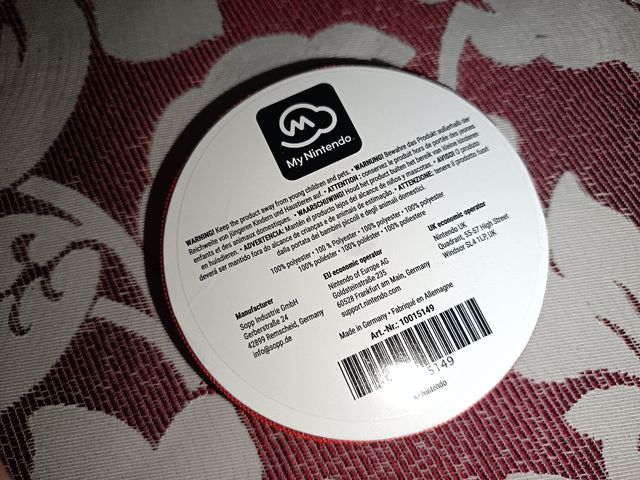 My Nintendo
WARNING! Keep the product away from young children and pets. • WARNUNG! Bewahre das Produkt außerhalb der
Reichweite von jüngeren Kindern und Haustieren auf. • ATTENTION : conservez le produit hors de portée des jeunes
enfants et des animaux domestiques. • WAARSCHUWING! Houd het product buiten het bereik van kleine kinderen
en huisdieren. • ADVERTENCIA: Mantén el producto lejos del alcance de niños y mascotas. • AVISO! O produto
deverá ser mantido fora do alcance de crianças e de animais de estimação. • ATTENZIONE: tenere il prodotto fuori
dalla portata dei bambini piccoli e degli animali domestici.
100% polyester • 100 % Polyester • 100% polyester • 100% polyester
100% poliéster • 100% poliéster • 100% poliestere
Manufacturer
Sopp Industrie GmbH
Gerberstraße 24
42899 Remscheid, Germany
info@sopp.de
EU economic operator
Nintendo of Europe AG
Goldsteinstraße 235
60528 Frankfurt am Main, Germany
support.nintendo.com
UK economic operator
Nintendo UK
Quadrant, 55-57 High Street
Windsor SL4 1LP, UK
Made in Germany • Fabriqué en Allemagne
Art.-Nr.: 10015149
5149
Nintendo